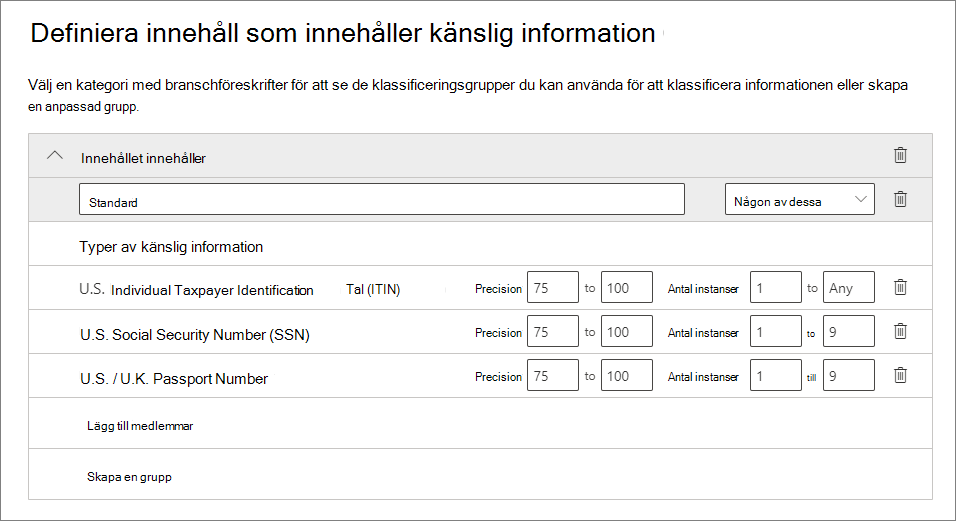 Definiera innehåll som innehåller känslig information
Välj en kategori med branschföreskrifter för att se de klassificeringsgrupper du kan använda för att klassificera informationen eller skapa
en anpassad grupp.
Innehållet innehåller
Standard Någon av dessa
Typer av känslig information
U.S. Individual Taxpayer Identification Tal (ITIN) Precision 75 to 100 Antal instanser 1 to Any
U.S. Social Security Number (SSN) Precision 75 to 100 Antal instanser 1 to 9
U.S. / U.K. Passport Number Precision 75 to 100 Antal instanser 1 till 9
Lägg till medlemmar
Skapa en grupp